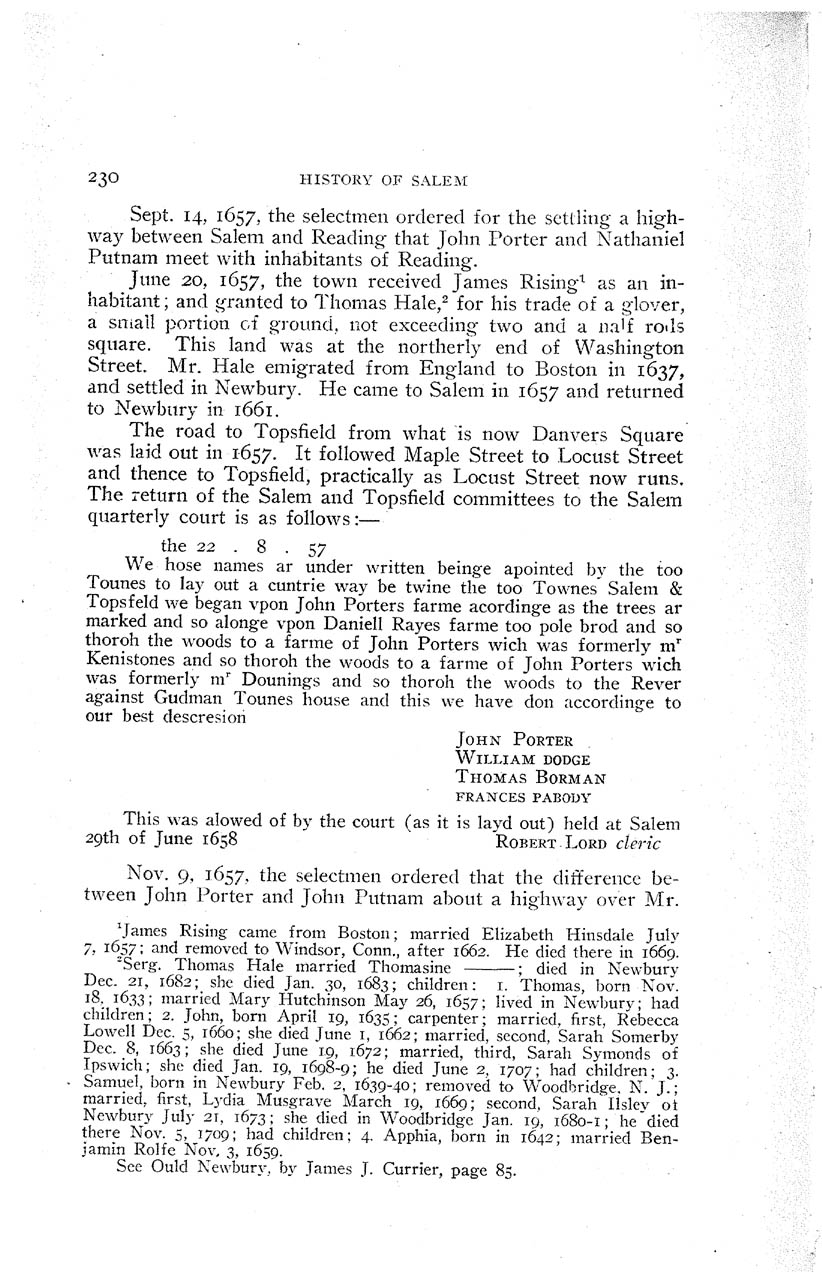 230 HISTORY OF SALEM
Sept. 14, 1657, the selectmen ordered for the settling a high-
way between Salem and Reading that John Porter and Nathaniel
Putnam meet with inhabitants of Reading.
June 20, 1657, the town received James Rising¹ as an in-
habitant; and granted to Thomas Hale,² for his trade of a glover,
a small portion of ground, not exceeding two and a half rods
square. This land was at the northerly end of Washington
Street. Mr. Hale emigrated from England to Boston in 1637,
and settled in Newbury. He came to Salem in 1657 and returned
to Newbury in 1661.
The road to Topsfield from what is now Danvers Square
was laid out in 1657. It followed Maple Street to Locust Street
and thence to Topsfield, practically as Locust Street now runs.
The return of the Salem and Topsfield committees to the Salem
quarterly court is as follows:—
the 22 . 8 . 57
We hose names ar under written beinge apointed by the too
Tounes to lay out a cuntrie way be twine the too Townes Salem &
Topsfeld we began vpon John Porters farme acordinge as the trees ar
marked and so alonge vpon Daniell Rayes farme too pole brod and so
thoroh the woods to a farme of John Porters wich was formerly mʳ
Kenistones and so thoroh the woods to a farme of John Porters wich
was formerly mʳ Dounings and so thoroh the woods to the Rever
against Gudman Tounes house and this we have don accordinge to
our best descresion
JOHN PORTER
WILLIAM DODGE
THOMAS BORMAN
FRANCES PABODY
This was alowed of by the court (as it is layd out) held at Salem
29th of June 1658 ROBERT LORD cleric
Nov. 9, 1657, the selectmen ordered that the difference be-
tween John Porter and John Putnam about a highway over Mr.
¹James Rising came from Boston; married Elizabeth Hinsdale July
7, 1657; and removed to Windsor, Conn., after 1662. He died there in 1669.
²Serg. Thomas Hale married Thomasine ———; died in Newbury
Dec. 21, 1682; she died Jan. 30, 1683; children: 1. Thomas, born Nov.
18, 1633; married Mary Hutchinson May 26, 1657; lived in Newbury; had
children; 2. John, born April 19, 1635; carpenter; married, first, Rebecca
Lowell Dec. 5, 1660; she died June 1, 1662; married, second, Sarah Somerby
Dec. 8, 1663; she died June 19, 1672; married, third, Sarah Symonds of
Ipswich; she died Jan. 19, 1698-9; he died June 2, 1707; had children; 3.
Samuel, born in Newbury Feb. 2, 1639-40; removed to Woodbridge, N. J.;
married, first, Lydia Musgrave March 19, 1669; second, Sarah Ilsley of
Newbury July 21, 1673; she died in Woodbridge Jan. 19, 1680-1; he died
there Nov. 5, 1709; had children; 4. Apphia, born in 1642; married Ben-
jamin Rolfe Nov. 3, 1659.
See Ould Newbury, by James J. Currier, page 85.